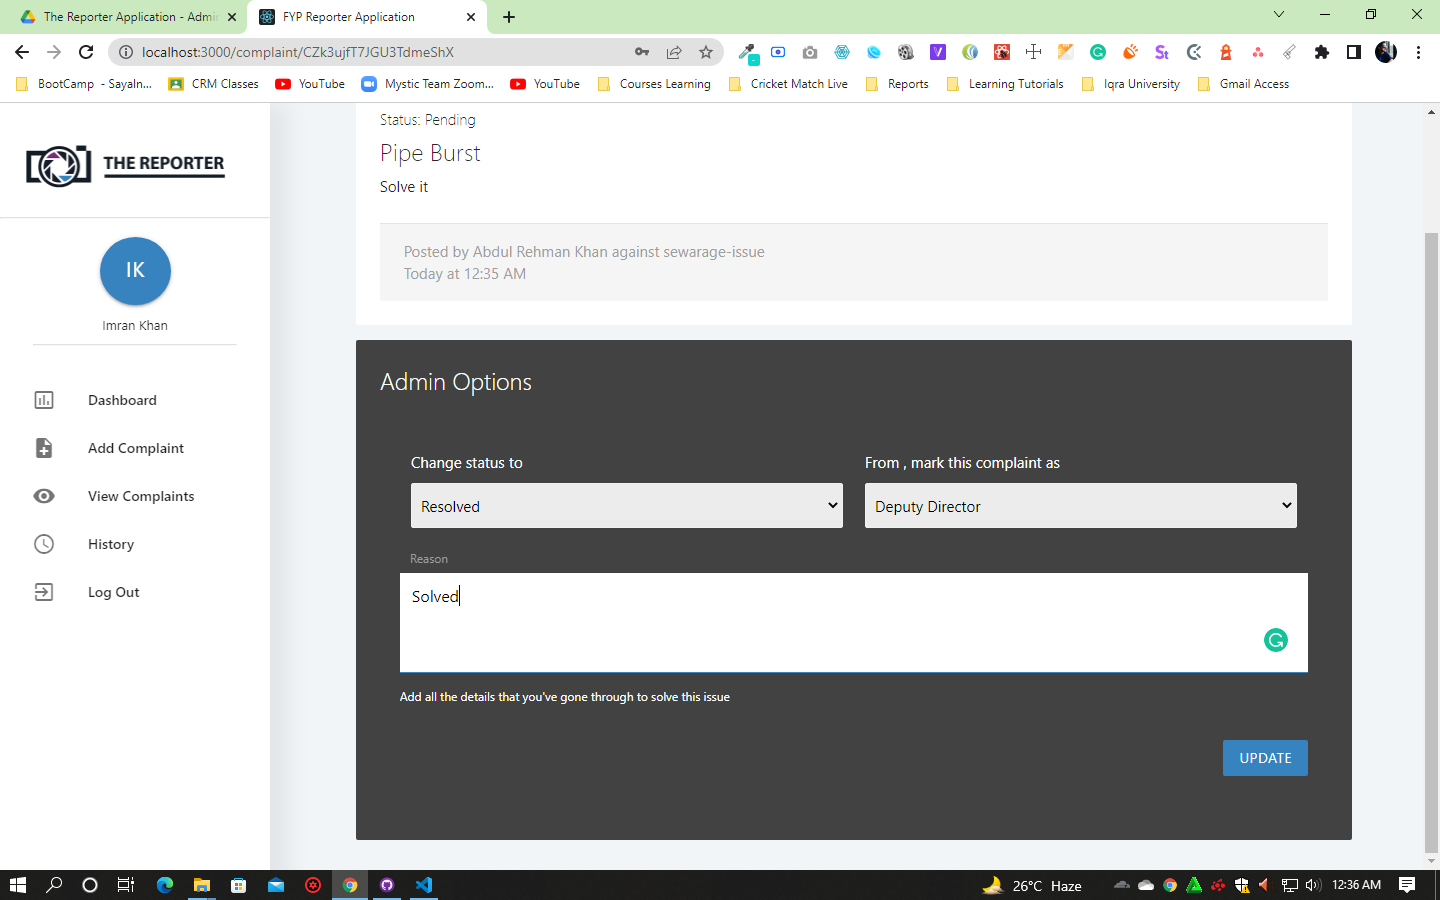 The Reporter Application - Admi
FYP Reporter Application
localhost:3000/complaint/CZk3ujfT7JGU3TdmeShX
BootCamp - SayaIn...
CRM Classes
YouTube
Mystic Team Zoom...
YouTube
Courses Learning
Cricket Match Live
Reports
Learning Tutorials
Iqra University
Gmail Access
THE REPORTER
IK
Imran Khan
Dashboard
Add Complaint
View Complaints
History
Log Out
Status: Pending
Pipe Burst
Solve it
Posted by Abdul Rehman Khan against sewarage-issue
Today at 12:35 AM
Admin Options
Change status to
From , mark this complaint as
Resolved
Deputy Director
Reason
Solved
Add all the details that you've gone through to solve this issue
UPDATE
26°C Haze
12:36 AM